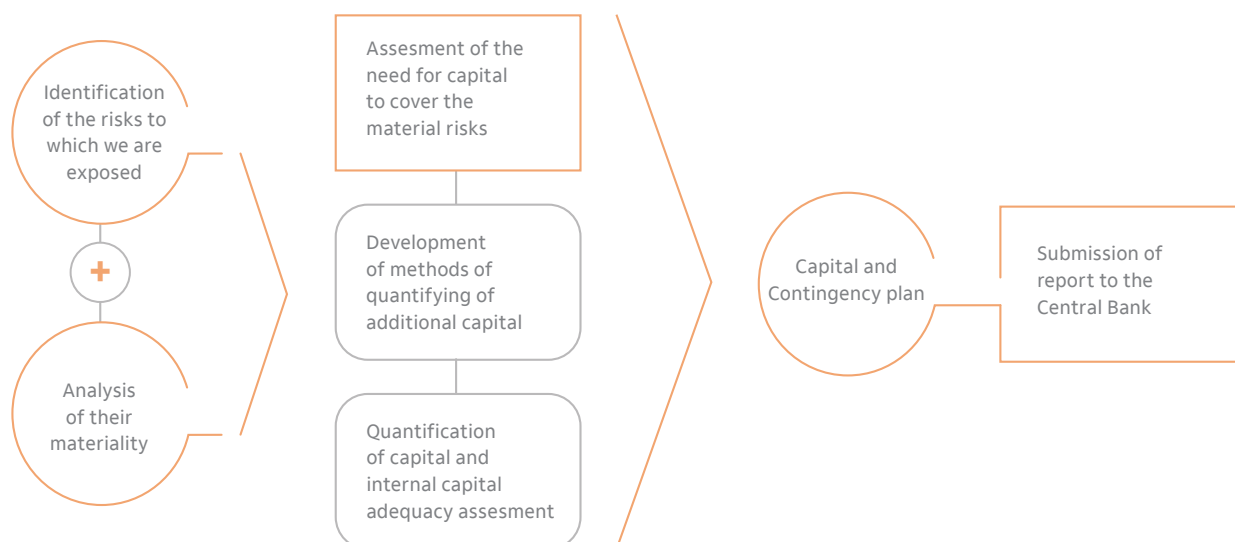 Identification
of the risks to
which we are
exposed
+
Analysis
of their
materiality
Assesment of the
need for capital
to cover the
material risks
Development
of methods of
quantifying of
additional capital
Quantification
of capital and
internal capital
adequacy assesment
Capital and
Contingency plan
Submission of
report to the
Central Bank